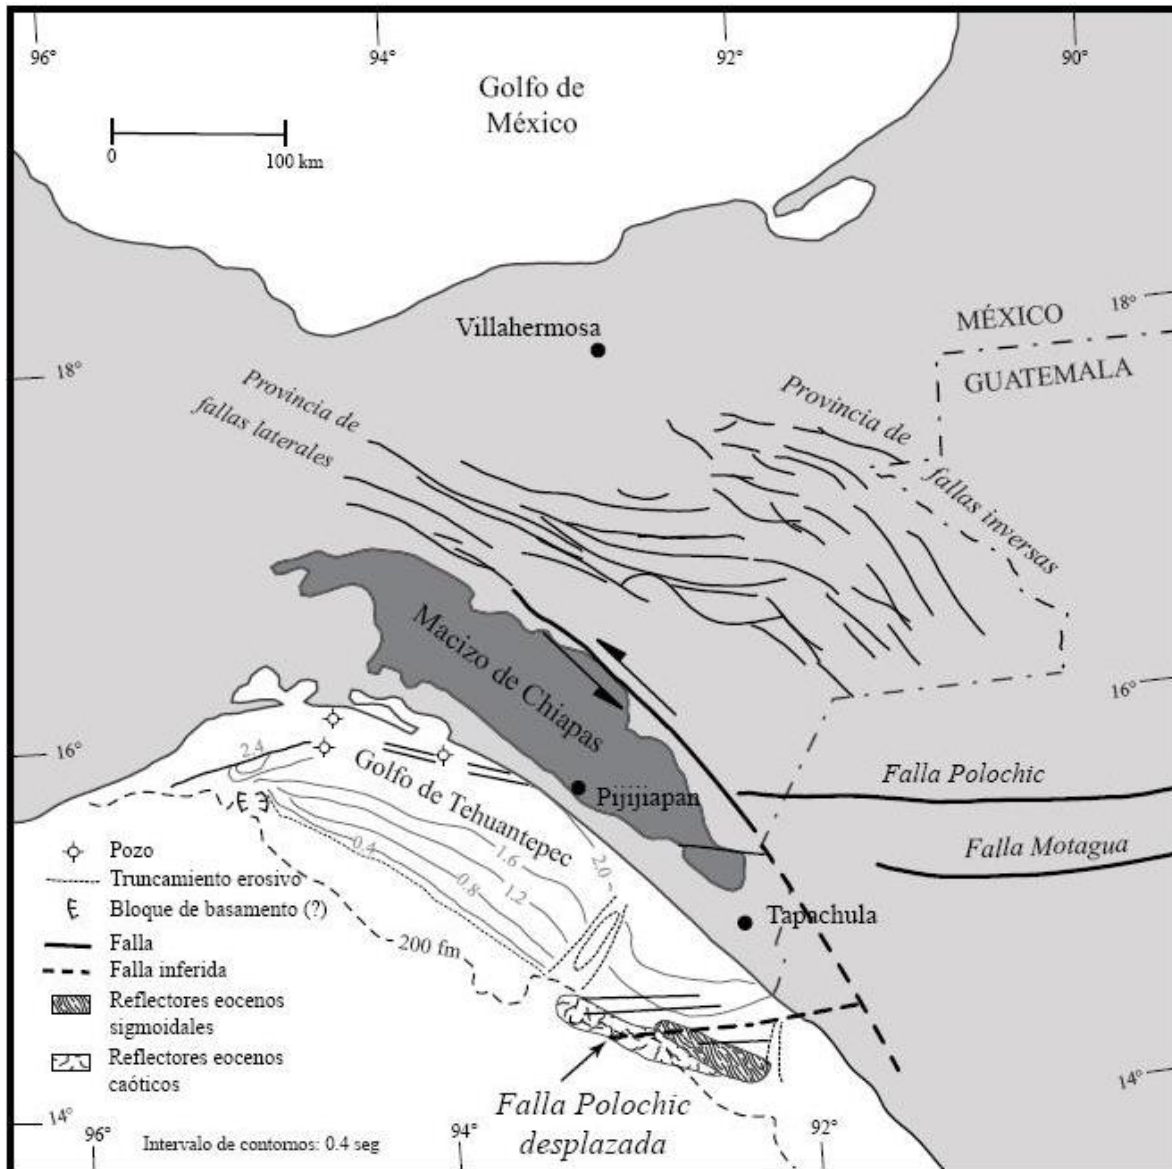 96°
94°
92°
90°
Golfo de
México
0
100 km
Villahermosa
MÉXICO
18°
GUATEMALA
18°
Provincia de
fallas laterales
Provincia de
fallas inversas
Macizo de Chiapas
16°
16°
2.4
Golfo de Tehuantepec
Pijijiapan
Falla Polochic
Falla Motagua
1.6
2.0
0.4
0.8
1.2
Tapachula
200 fm
Pozo
Truncamiento erosivo
Bloque de basamento (?)
Falla
Falla inferida
Reflectores eocenos
sigmoidales
Reflectores eocenos
caóticos
Falla Polochic
desplazada
14°
14°
96°
Intervalo de contornos: 0.4 seg
94°
92°